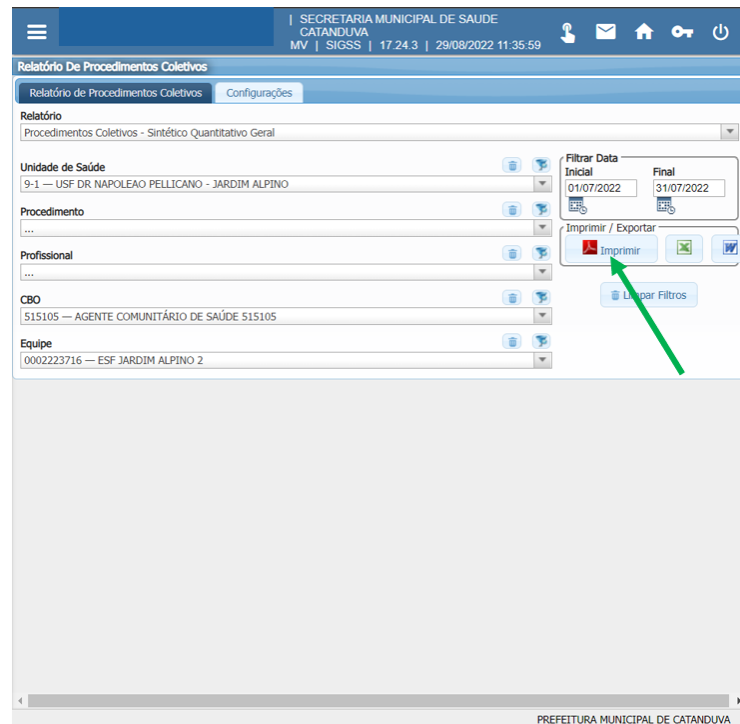 | SECRETARIA MUNICIPAL DE SAUDE
CATANDUVA
MV | SIGSS | 17.24.3 | 29/08/2022 11:35:59
Relatório De Procedimentos Coletivos
Relatório de Procedimentos Coletivos
Configurações
Relatório
Procedimentos Coletivos - Sintético Quantitativo Geral
Unidade de Saúde
9-1 — USF DR NAPOLEAO PELLICANO - JARDIM ALPINO
Procedimento
...
Profissional
...
CBO
515105 — AGENTE COMUNITÁRIO DE SAÚDE 515105
Equipe
0002223716 — ESF JARDIM ALPINO 2
Filtrar Data
Inicial Final
01/07/2022 31/07/2022
Imprimir / Exportar
Imprimir
Limpar Filtros
PREFEITURA MUNICIPAL DE CATANDUVA